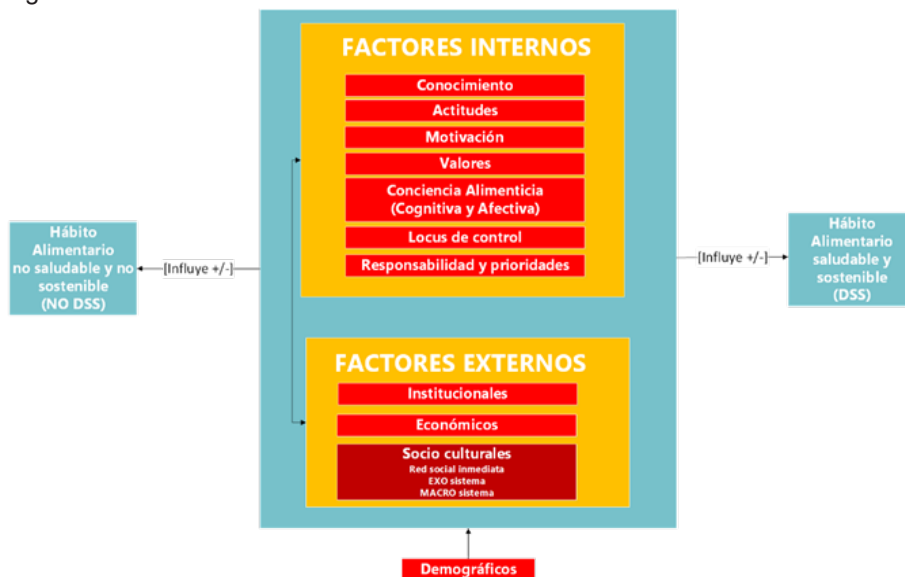 FACTORES INTERNOS
Conocimiento
Actitudes
Motivación
Valores
Conciencia Alimenticia
(Cognitiva y Afectiva)
Locus de control
Responsabilidad y prioridades
Hábito
Alimentario
no saludable y no
sostenible
(NO DSS)
[Influye +/-]
[Influye +/-]
Hábito
Alimentario
saludable y
sostenible
(DSS)
FACTORES EXTERNOS
Institucionales
Económicos
Socio culturales
Red social inmediata
EXO sistema
MACRO sistema
Demográficos